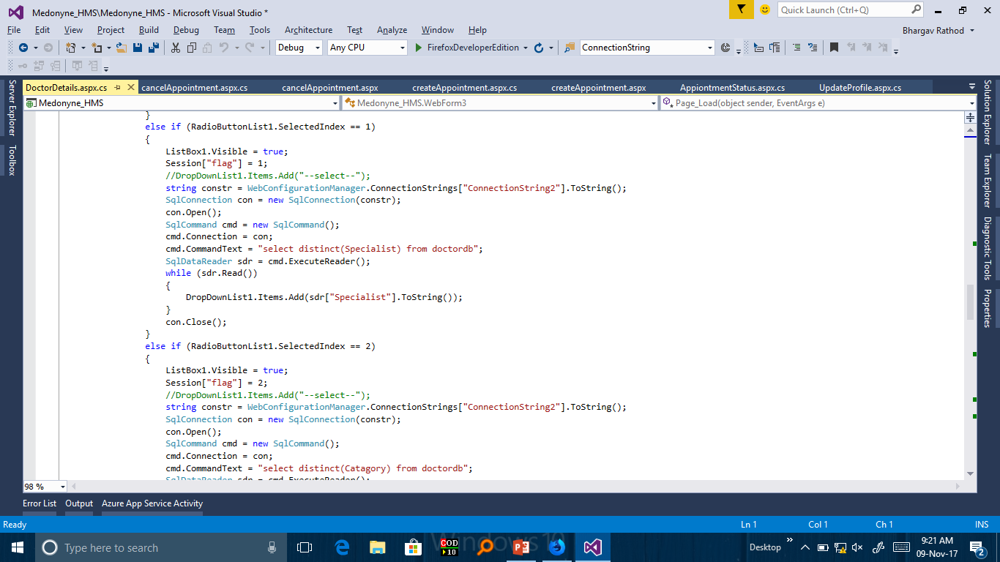 Medonyne_HMS\Medonyne_HMS - Microsoft Visual Studio *
Quick Launch (Ctrl+Q)
File Edit View Project Build Debug Team Tools Architecture Test Analyze Window Help
Bhargav Rathod
Debug Any CPU FirefoxDeveloperEdition ConnectionString
DoctorDetails.aspx.cs cancelAppointment.aspx.cs cancelAppointment.aspx createAppointment.aspx.cs createAppointment.aspx AppiontmentStatus.aspx.cs UpdateProfile.aspx.cs
Medonyne_HMS Medonyne_HMS.WebForm3 Page_Load(object sender, EventArgs e)
Server Explorer
Toolbox
}
else if (RadioButtonList1.SelectedIndex == 1)
{
ListBox1.Visible = true;
Session["flag"] = 1;
//DropDownList1.Items.Add("--select--");
string constr = WebConfigurationManager.ConnectionStrings["ConnectionString2"].ToString();
SqlConnection con = new SqlConnection(constr);
con.Open();
SqlCommand cmd = new SqlCommand();
cmd.Connection = con;
cmd.CommandText = "select distinct(Specialist) from doctordb";
SqlDataReader sdr = cmd.ExecuteReader();
while (sdr.Read())
{
DropDownList1.Items.Add(sdr["Specialist"].ToString());
}
con.Close();
}
else if (RadioButtonList1.SelectedIndex == 2)
{
ListBox1.Visible = true;
Session["flag"] = 2;
//DropDownList1.Items.Add("--select--");
string constr = WebConfigurationManager.ConnectionStrings["ConnectionString2"].ToString();
SqlConnection con = new SqlConnection(constr);
con.Open();
SqlCommand cmd = new SqlCommand();
cmd.Connection = con;
cmd.CommandText = "select distinct(Catagory) from doctordb";
SqlDataReader sdr = cmd.ExecuteReader();
Solution Explorer
Team Explorer
Diagnostic Tools
Properties
98 %
Error List Output Azure App Service Activity
Ready Ln 1 Col 1 Ch 1 INS
Type here to search
COD
10
Windows 10
Desktop
9:21 AM
09-Nov-17
2